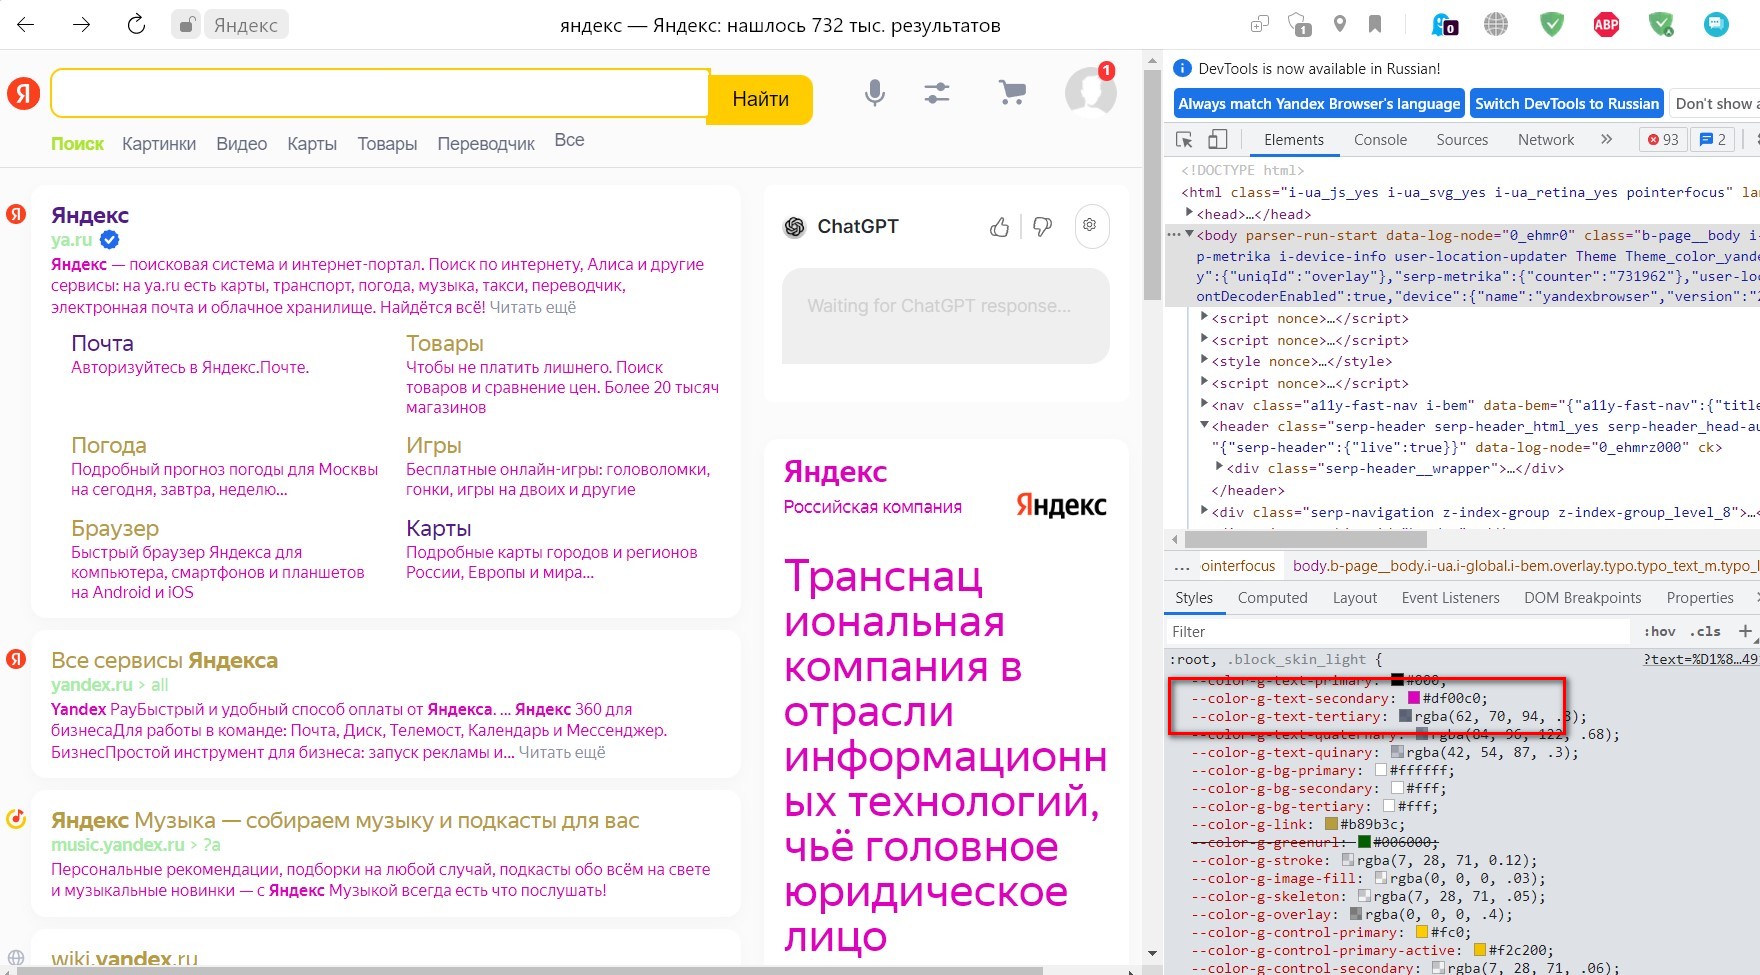 Яндекс
яндекс — Яндекс: нашлось 732 тыс. результатов
1
0
ABP
Я
Найти
1
Поиск Картинки Видео Карты Товары Переводчик Все
Я
Яндекс
ya.ru
Яндекс — поисковая система и интернет-портал. Поиск по интернету, Алиса и другие
сервисы: на ya.ru есть карты, транспорт, погода, музыка, такси, переводчик,
электронная почта и облачное хранилище. Найдётся всё! Читать ещё
Почта
Авторизуйтесь в Яндекс.Почте.
Товары
Чтобы не платить лишнего. Поиск
товаров и сравнение цен. Более 20 тысяч
магазинов
Погода
Подробный прогноз погоды для Москвы
на сегодня, завтра, неделю...
Игры
Бесплатные онлайн-игры: головоломки,
гонки, игры на двоих и другие
Браузер
Быстрый браузер Яндекса для
компьютера, смартфонов и планшетов
на Android и iOS
Карты
Подробные карты городов и регионов
России, Европы и мира...
Я
Все сервисы Яндекса
yandex.ru › all
Yandex PayБыстрый и удобный способ оплаты от Яндекса. ... Яндекс 360 для
бизнесаДля работы в команде: Почта, Диск, Телемост, Календарь и Мессенджер.
БизнесПростой инструмент для бизнеса: запуск рекламы и... Читать ещё
Яндекс Музыка — собираем музыку и подкасты для вас
music.yandex.ru › ?a
Персональные рекомендации, подборки на любой случай, подкасты обо всём на свете
и музыкальные новинки — с Яндекс Музыкой всегда есть что послушать!
wiki.yandex.ru
ChatGPT
Waiting for ChatGPT response...
Яндекс
Российская компания
Яндекс
Транснац
иональная
компания в
отрасли
информационн
ых технологий,
чьё головное
юридическое
лицо
DevTools is now available in Russian!
Always match Yandex Browser's language Switch DevTools to Russian Don't show a
Elements Console Sources Network » 93 2
<!DOCTYPE html>
<html class="i-ua_js_yes i-ua_svg_yes i-ua_retina_yes pointerfocus" lan
<head>…</head>
<body parser-run-start data-log-node="0_ehmr0" class="b-page__body i-
p-metrika i-device-info user-location-updater Theme Theme_color_yande
y":{"uniqId":"overlay"},"serp-metrika":{"counter":"731962"},"user-loc
ontDecoderEnabled":true,"device":{"name":"yandexbrowser","version":"2
<script nonce>…</script>
<script nonce>…</script>
<style nonce>…</style>
<script nonce>…</script>
<nav class="a11y-fast-nav i-bem" data-bem="{"a11y-fast-nav":{"title
<header class="serp-header serp-header_html_yes serp-header_head-au
"{"serp-header":{"live":true}}" data-log-node="0_ehmrz000" ck>
<div class="serp-header__wrapper">…</div>
</header>
<div class="serp-navigation z-index-group z-index-group_level_8">…<
... ointerfocus body.b-page__body.i-ua.i-global.i-bem.overlay.typo.typo_text_m.typo_l
Styles Computed Layout Event Listeners DOM Breakpoints Properties
Filter :hov .cls +
:root, .block_skin_light { ?text=%D1%8…49
--color-g-text-primary: #000;
--color-g-text-secondary: #df00c0;
--color-g-text-tertiary: rgba(62, 70, 94, .8);
--color-g-text-quaternary: rgba(84, 96, 122, .68);
--color-g-text-quinary: rgba(42, 54, 87, .3);
--color-g-bg-primary: #ffffff;
--color-g-bg-secondary: #fff;
--color-g-bg-tertiary: #fff;
--color-g-link: #b89b3c;
--color-g-greenurl: #006000;
--color-g-stroke: rgba(7, 28, 71, 0.12);
--color-g-image-fill: rgba(0, 0, 0, .03);
--color-g-skeleton: rgba(7, 28, 71, .05);
--color-g-overlay: rgba(0, 0, 0, .4);
--color-g-control-primary: #fc0;
--color-g-control-primary-active: #f2c200;
--color-g-control-secondary: rgba(7, 28, 71, .06);